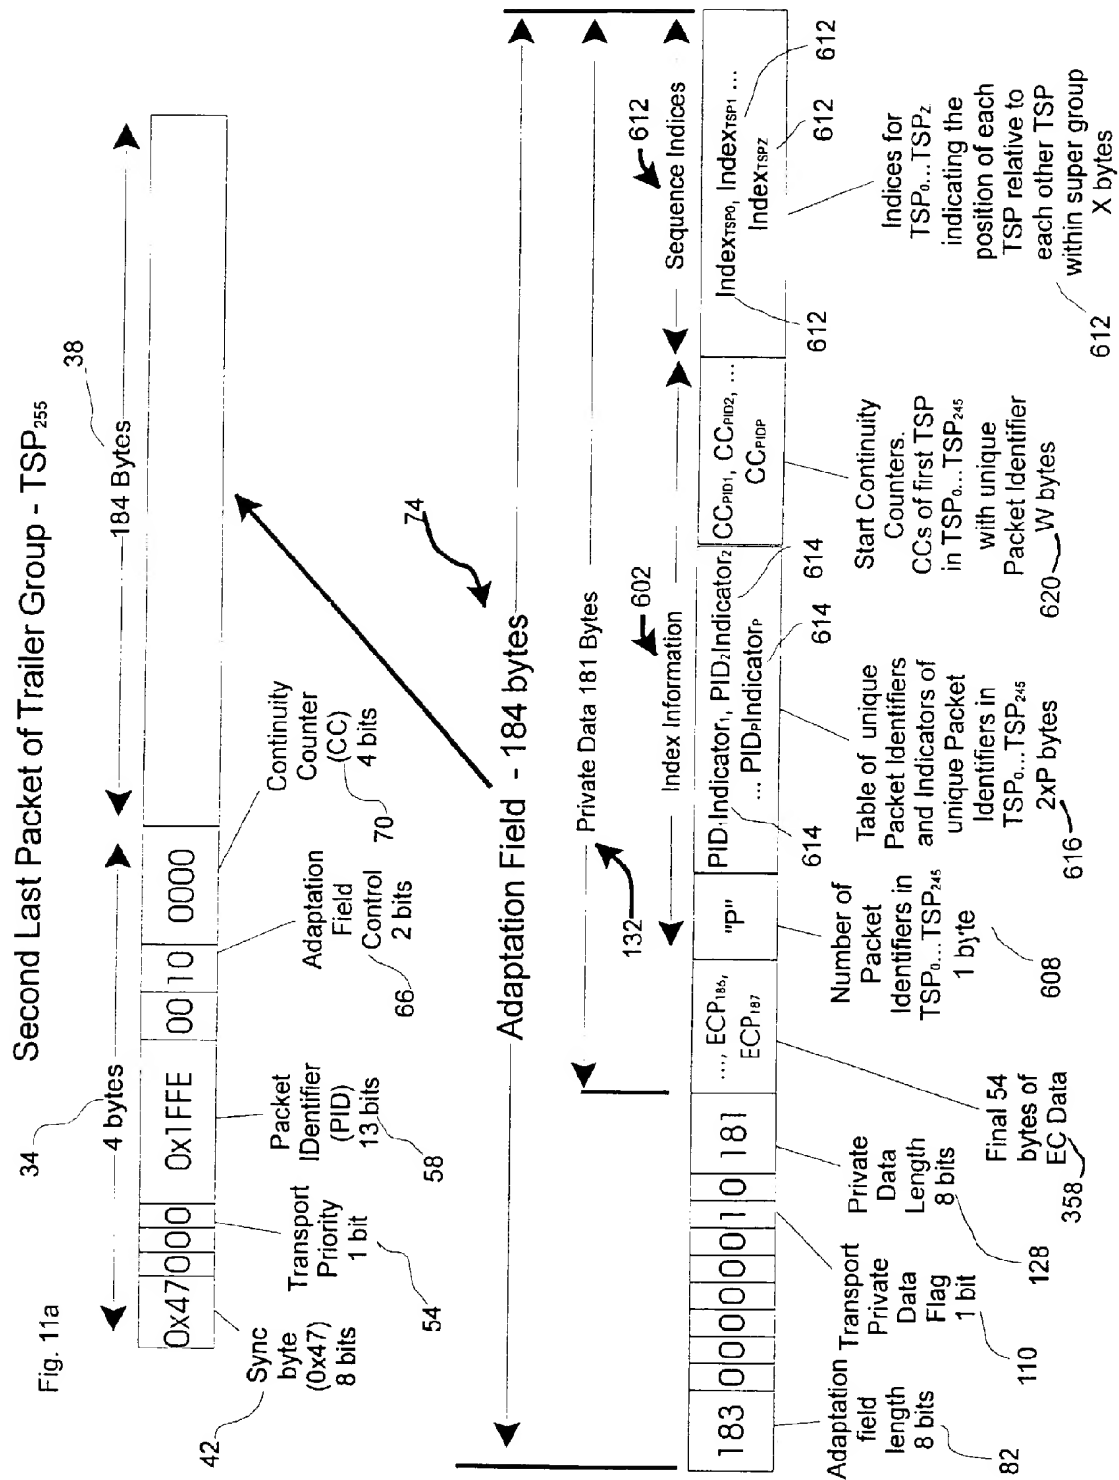 Fig. 11a
Second Last Packet of Trailer Group - TSP255
34
4 bytes
38
184 Bytes
0x47 0 0 0 0x1FFE 00 10 0000
Sync
byte
(0x47)
8 bits
42
Transport
Priority
1 bit
54
Packet
IDentifier
(PID)
13 bits
58
Adaptation
Field
Control
2 bits
66
Continuity
Counter
(CC)
4 bits
70
74
Adaptation Field - 184 bytes
Private Data 181 Bytes
132
602
Index Information
612
Sequence Indices
183 0 0 0 0 0 0 1 0 181
...., ECP186,
ECP187
"P"
PID1Indicator1, PID2Indicator2
... PIDPIndicatorP
CCPID1, CCPID2, ...
CCPIDP
IndexTSP0, IndexTSP1 ...
IndexTSPZ
614
614
614
612
612
612
Adaptation
field
length
8 bits
82
Transport
Private
Data
Flag
1 bit
110
Private
Data
Length
8 bits
128
Final 54
bytes of
EC Data
358
Number of
Packet
Identifiers in
TSP0...TSP245
1 byte
608
Table of unique
Packet Identifiers
and Indicators of
unique Packet
Identifiers in
TSP0...TSP245
2xP bytes
616
Start Continuity
Counters.
CCs of first TSP
in TSP0...TSP245
with unique
Packet Identifier
W bytes
620
Indices for
TSP0...TSPZ
indicating the
position of each
TSP relative to
each other TSP
within super group
X bytes
612